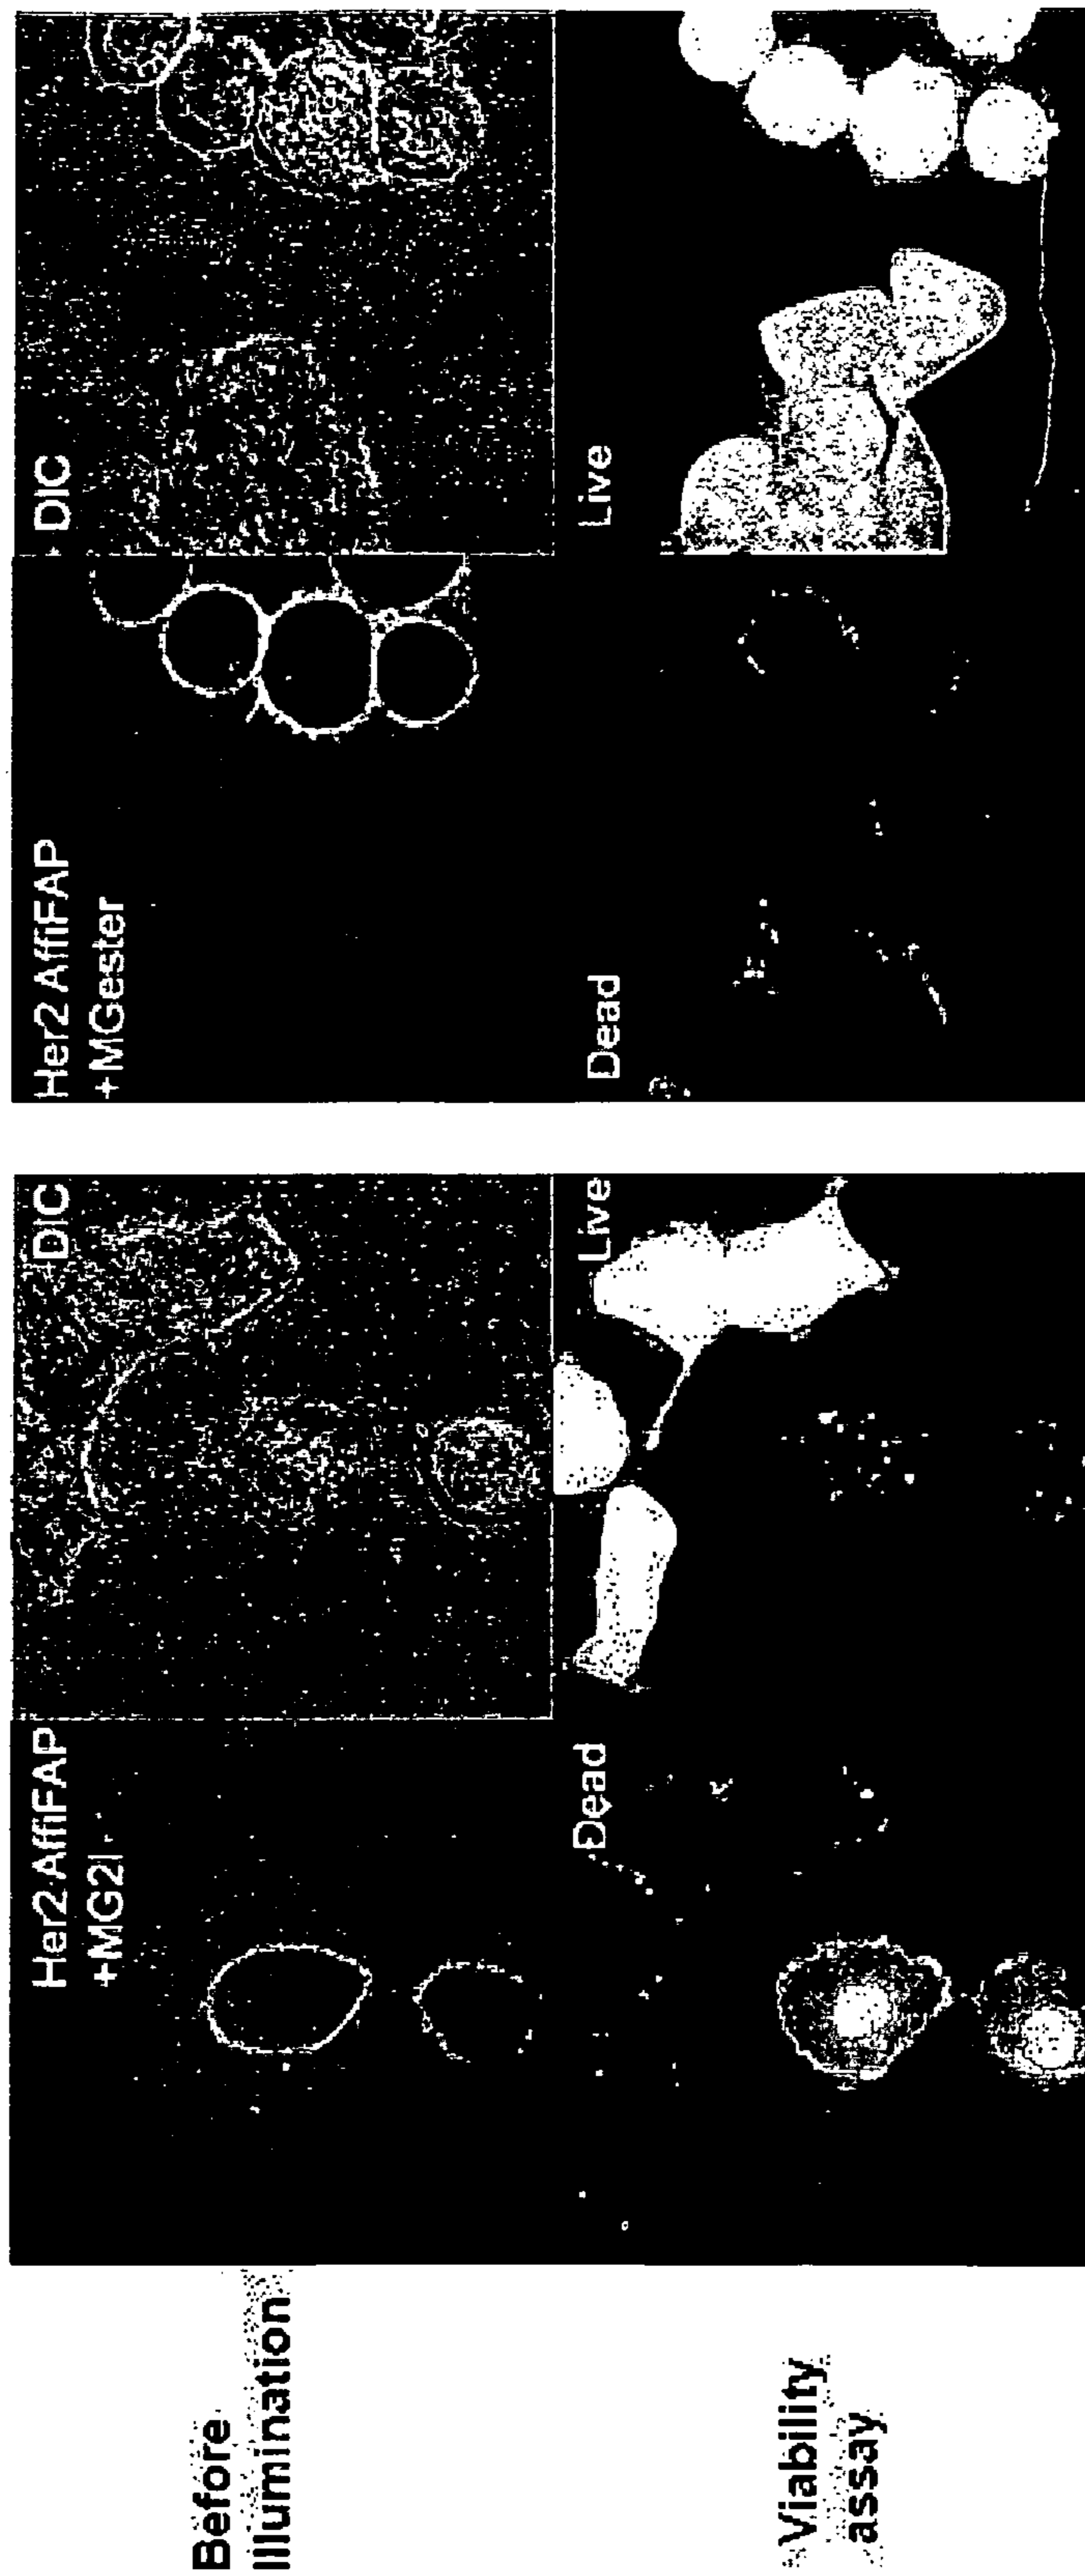 Before
Illumination
Her2 AffiFAP
+MG2I
DIC
Her2 AffiFAP
+MGester
DIC
Viability
assay
Dead
Live
Dead
Live